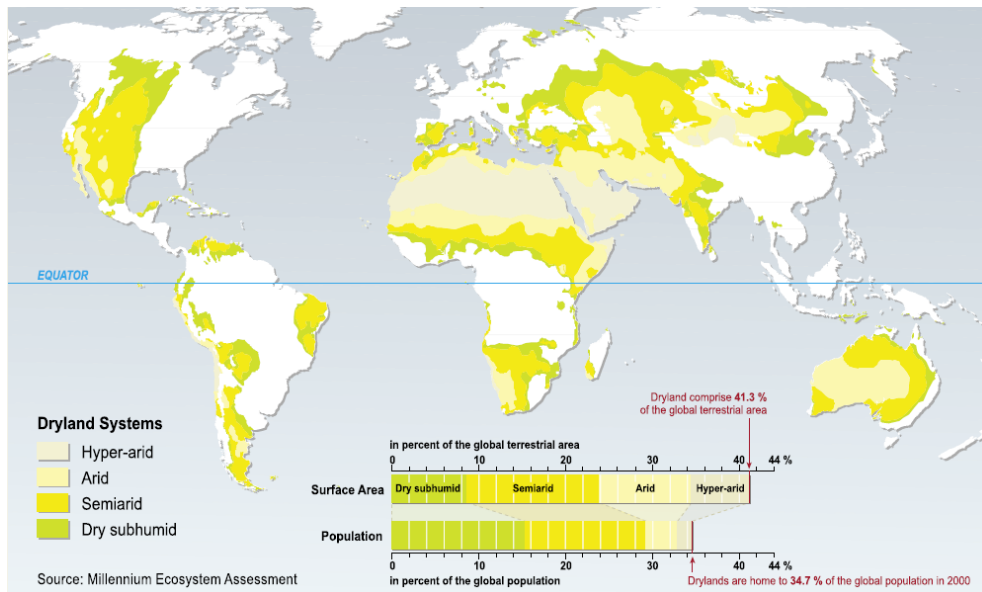 EQUATOR
Dryland Systems
Hyper-arid
Arid
Semiarid
Dry subhumid
Source: Millennium Ecosystem Assessment
Dryland comprise 41.3 %
of the global terrestrial area
in percent of the global terrestrial area
0 10 20 30 40 44 %
Surface Area Dry subhumid Semiarid Arid Hyper-arid
Population
0 10 20 30 40 44 %
in percent of the global population
Drylands are home to 34.7 % of the global population in 2000